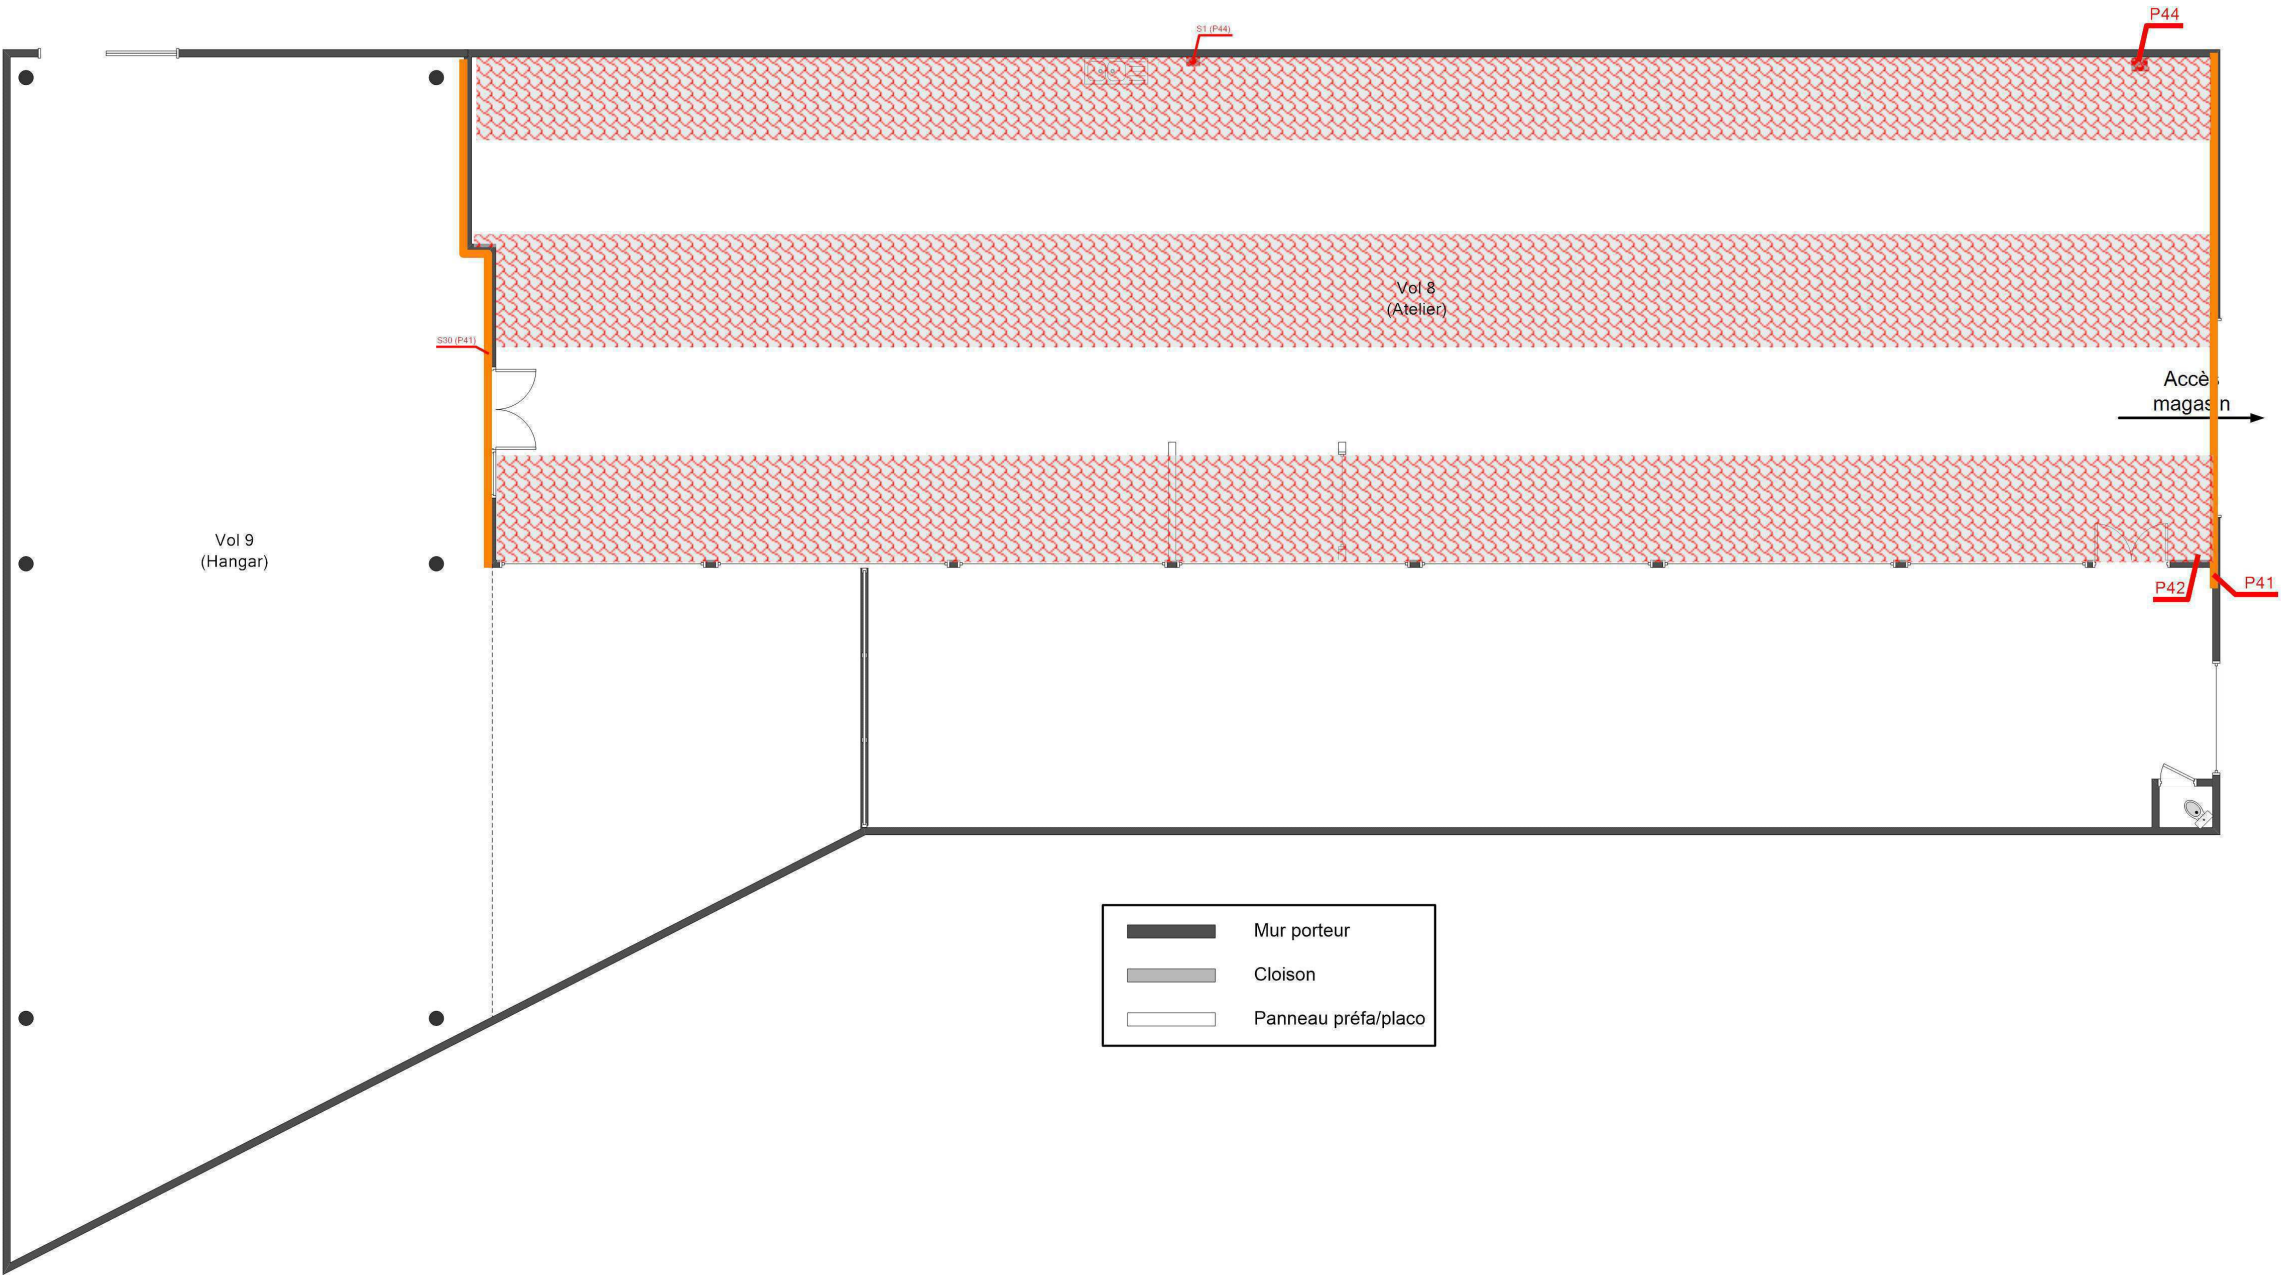 P44
S1 (P44)
Vol 8
(Atelier)
S30 (P41)
Accès
magasin
Vol 9
(Hangar)
P42
P41
Mur porteur
Cloison
Panneau préfa/placo